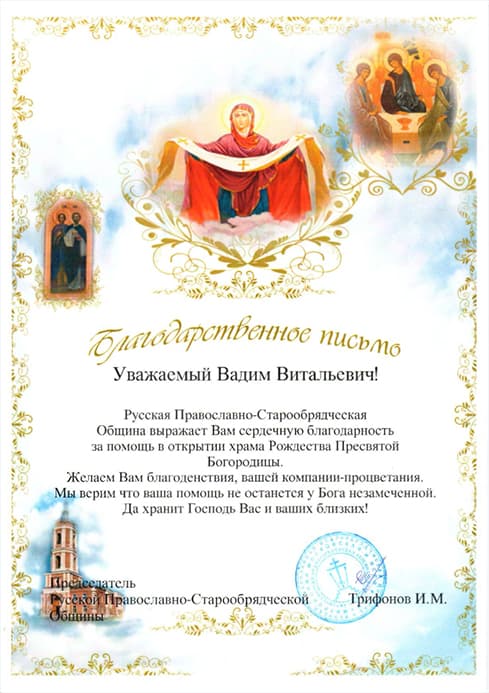 Благодарственное письмо
Уважаемый Вадим Витальевич!
Русская Православно-Старообрядческая
Община выражает Вам сердечную благодарность
за помощь в открытии храма Рождества Пресвятой
Богородицы.
Желаем Вам благоденствия, вашей компании-процветания.
Мы верим что ваша помощь не останется у Бога незамеченной.
Да хранит Господь Вас и ваших близких!
Председатель
Русской Православно-Старообрядческой Трифонов И.М.
Общины